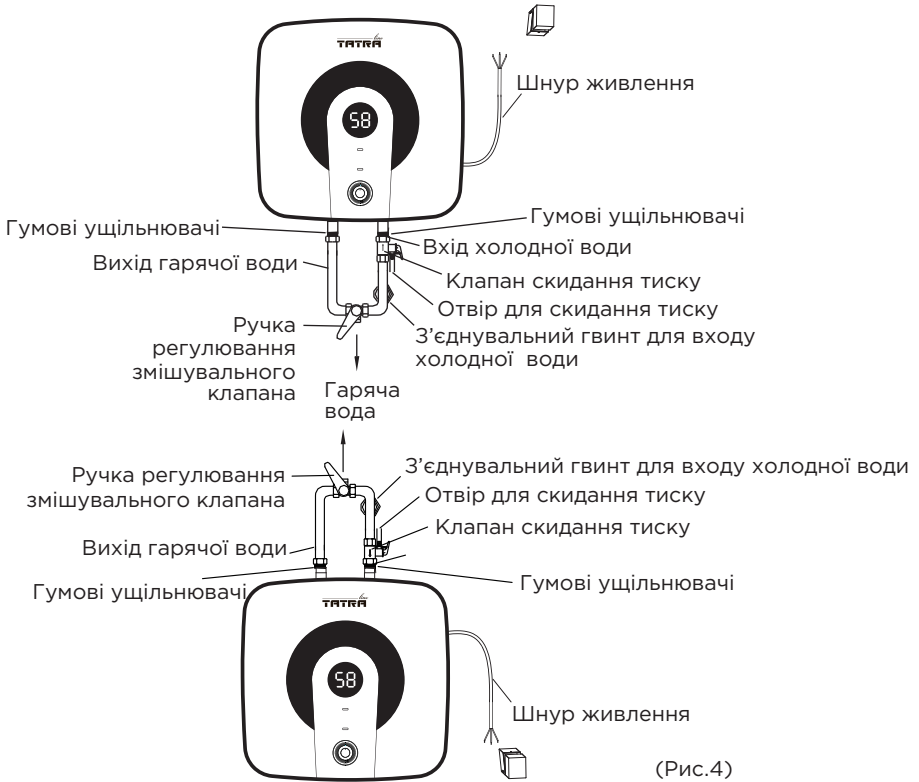 TATRA line
58
Шнур живлення
Гумові ущільнювачі
Гумові ущільнювачі
Вхід холодної води
Вихід гарячої води
Клапан скидання тиску
Отвір для скидання тиску
Ручка
регулювання
змішувального
клапана
З’єднувальний гвинт для входу
холодної води
Гаряча
вода
Ручка регулювання
змішувального клапана
З’єднувальний гвинт для входу холодної води
Отвір для скидання тиску
Клапан скидання тиску
Вихід гарячої води
Гумові ущільнювачі
Гумові ущільнювачі
TATRA line
58
Шнур живлення
(Рис.4)